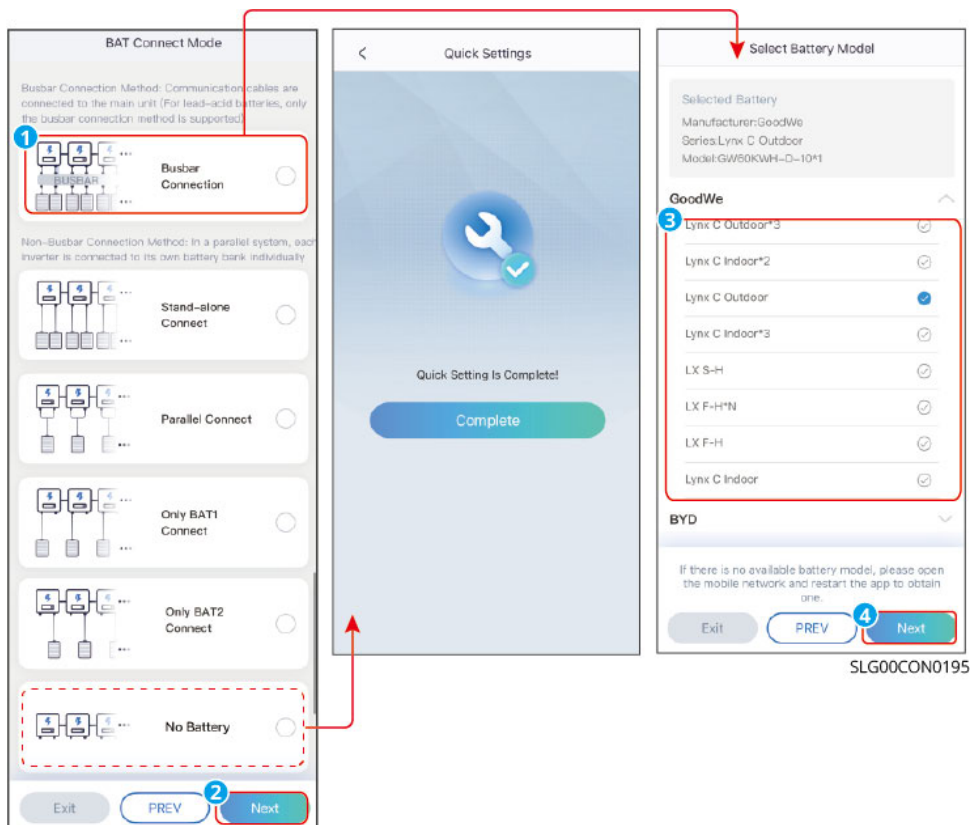 BAT Connect Mode
Busbar Connection Method: Communication cables are
connected to the main unit (For lead-acid batteries, only
the busbar connection method is supported)
1
BUSBAR
Busbar
Connection
Non-Busbar Connection Method: In a parallel system, each
inverter is connected to its own battery bank individually
Stand-alone
Connect
Parallel Connect
Only BAT1
Connect
Only BAT2
Connect
No Battery
2
Exit
PREV
Next
Quick Settings
Quick Setting Is Complete!
Complete
Select Battery Model
Selected Battery
Manufacturer:GoodWe
Series:Lynx C Outdoor
Model:GW60KWH-D-10*1
GoodWe
3
Lynx C Outdoor*3
Lynx C Indoor*2
Lynx C Outdoor
Lynx C Indoor*3
LX S-H
LX F-H*N
LX F-H
Lynx C Indoor
BYD
If there is no available battery model, please open
the mobile network and restart the app to obtain
one.
4
Exit
PREV
Next
SLG00CON0195